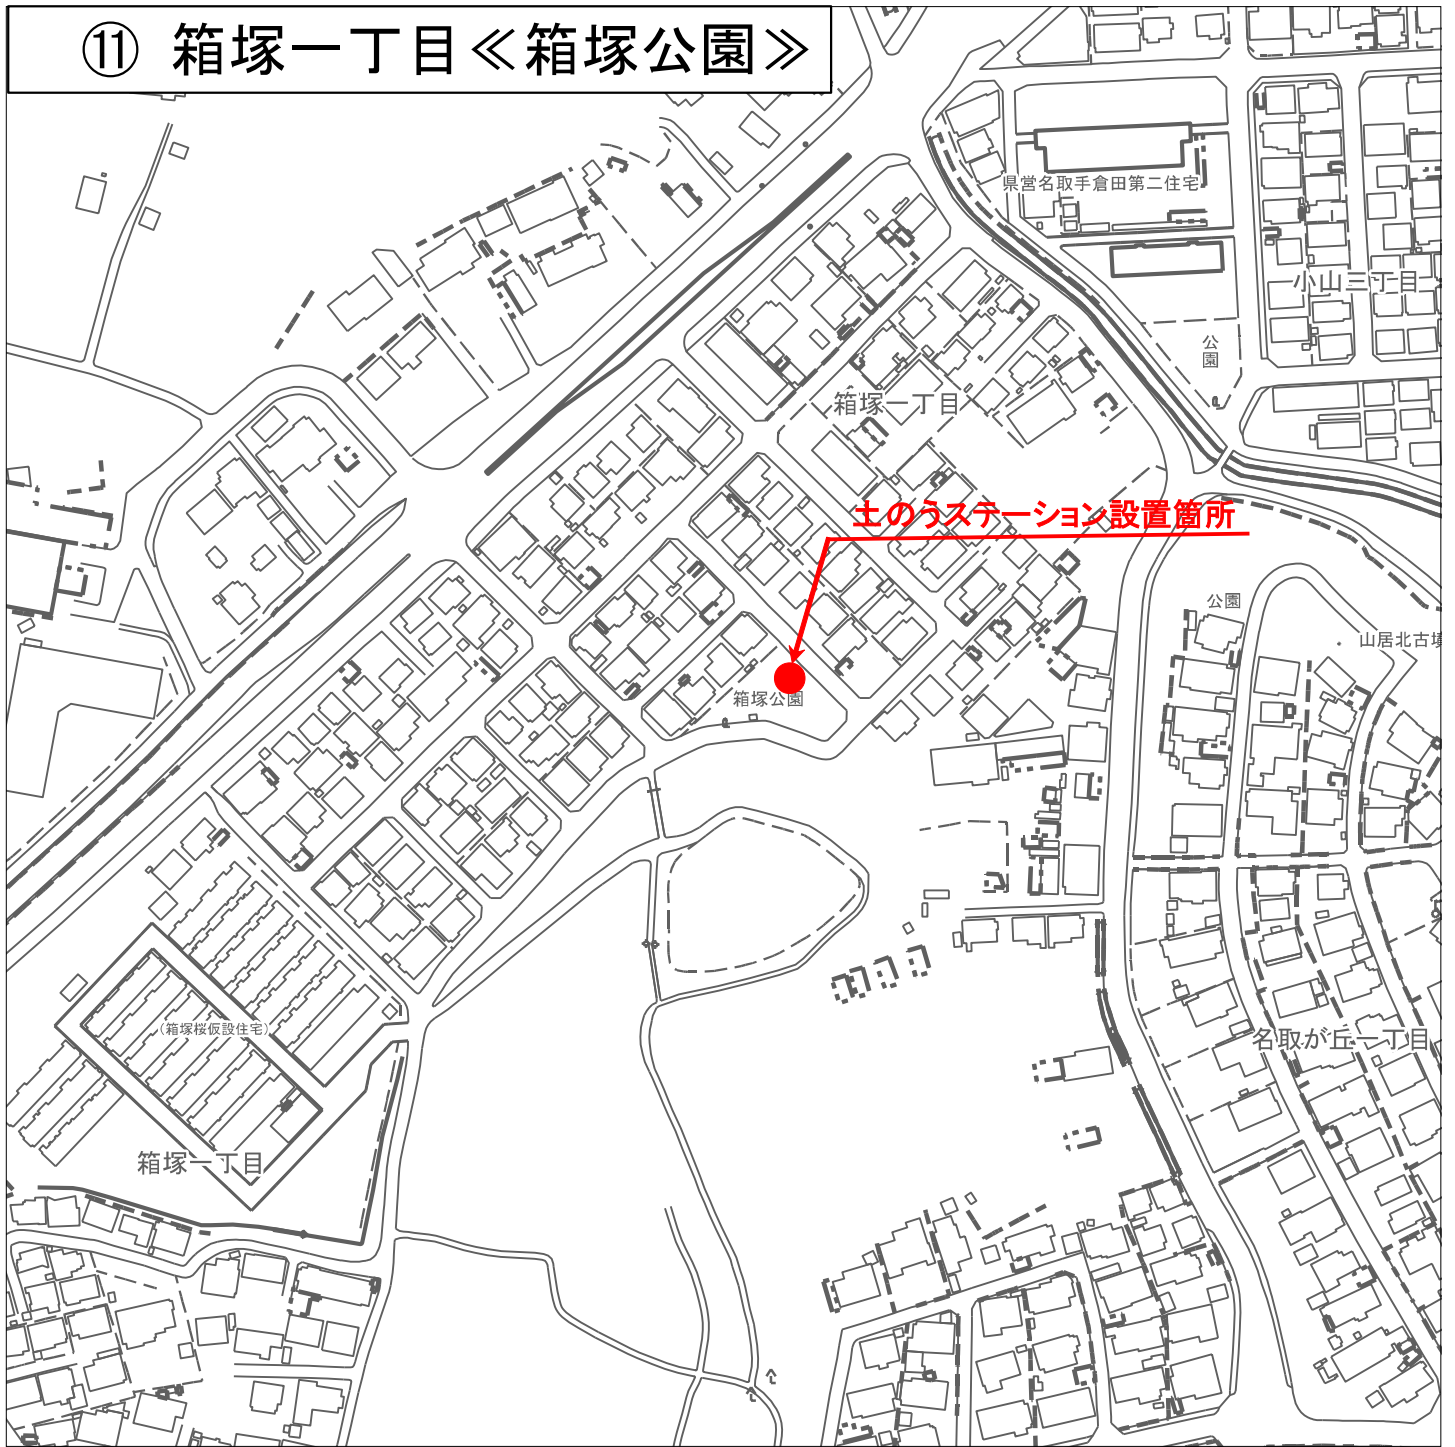 ⑪ 箱塚一丁目≪箱塚公園≫
県営名取手倉田第二住宅
小山三丁目
公園
箱塚一丁目
土のうステーション設置箇所
公園
山居北古墳
箱塚公園
(箱塚桜仮設住宅)
名取が丘一丁目
箱塚一丁目